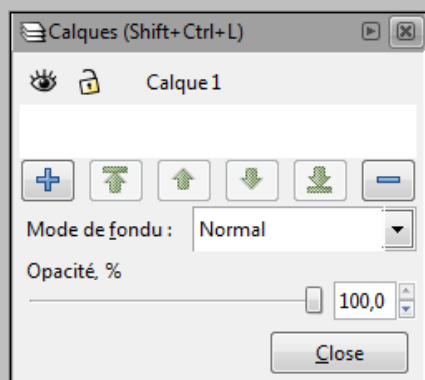 Calques (Shift+Ctrl+L)
Calque 1
Mode de fondu : Normal
Opacité, %
100,0
Close